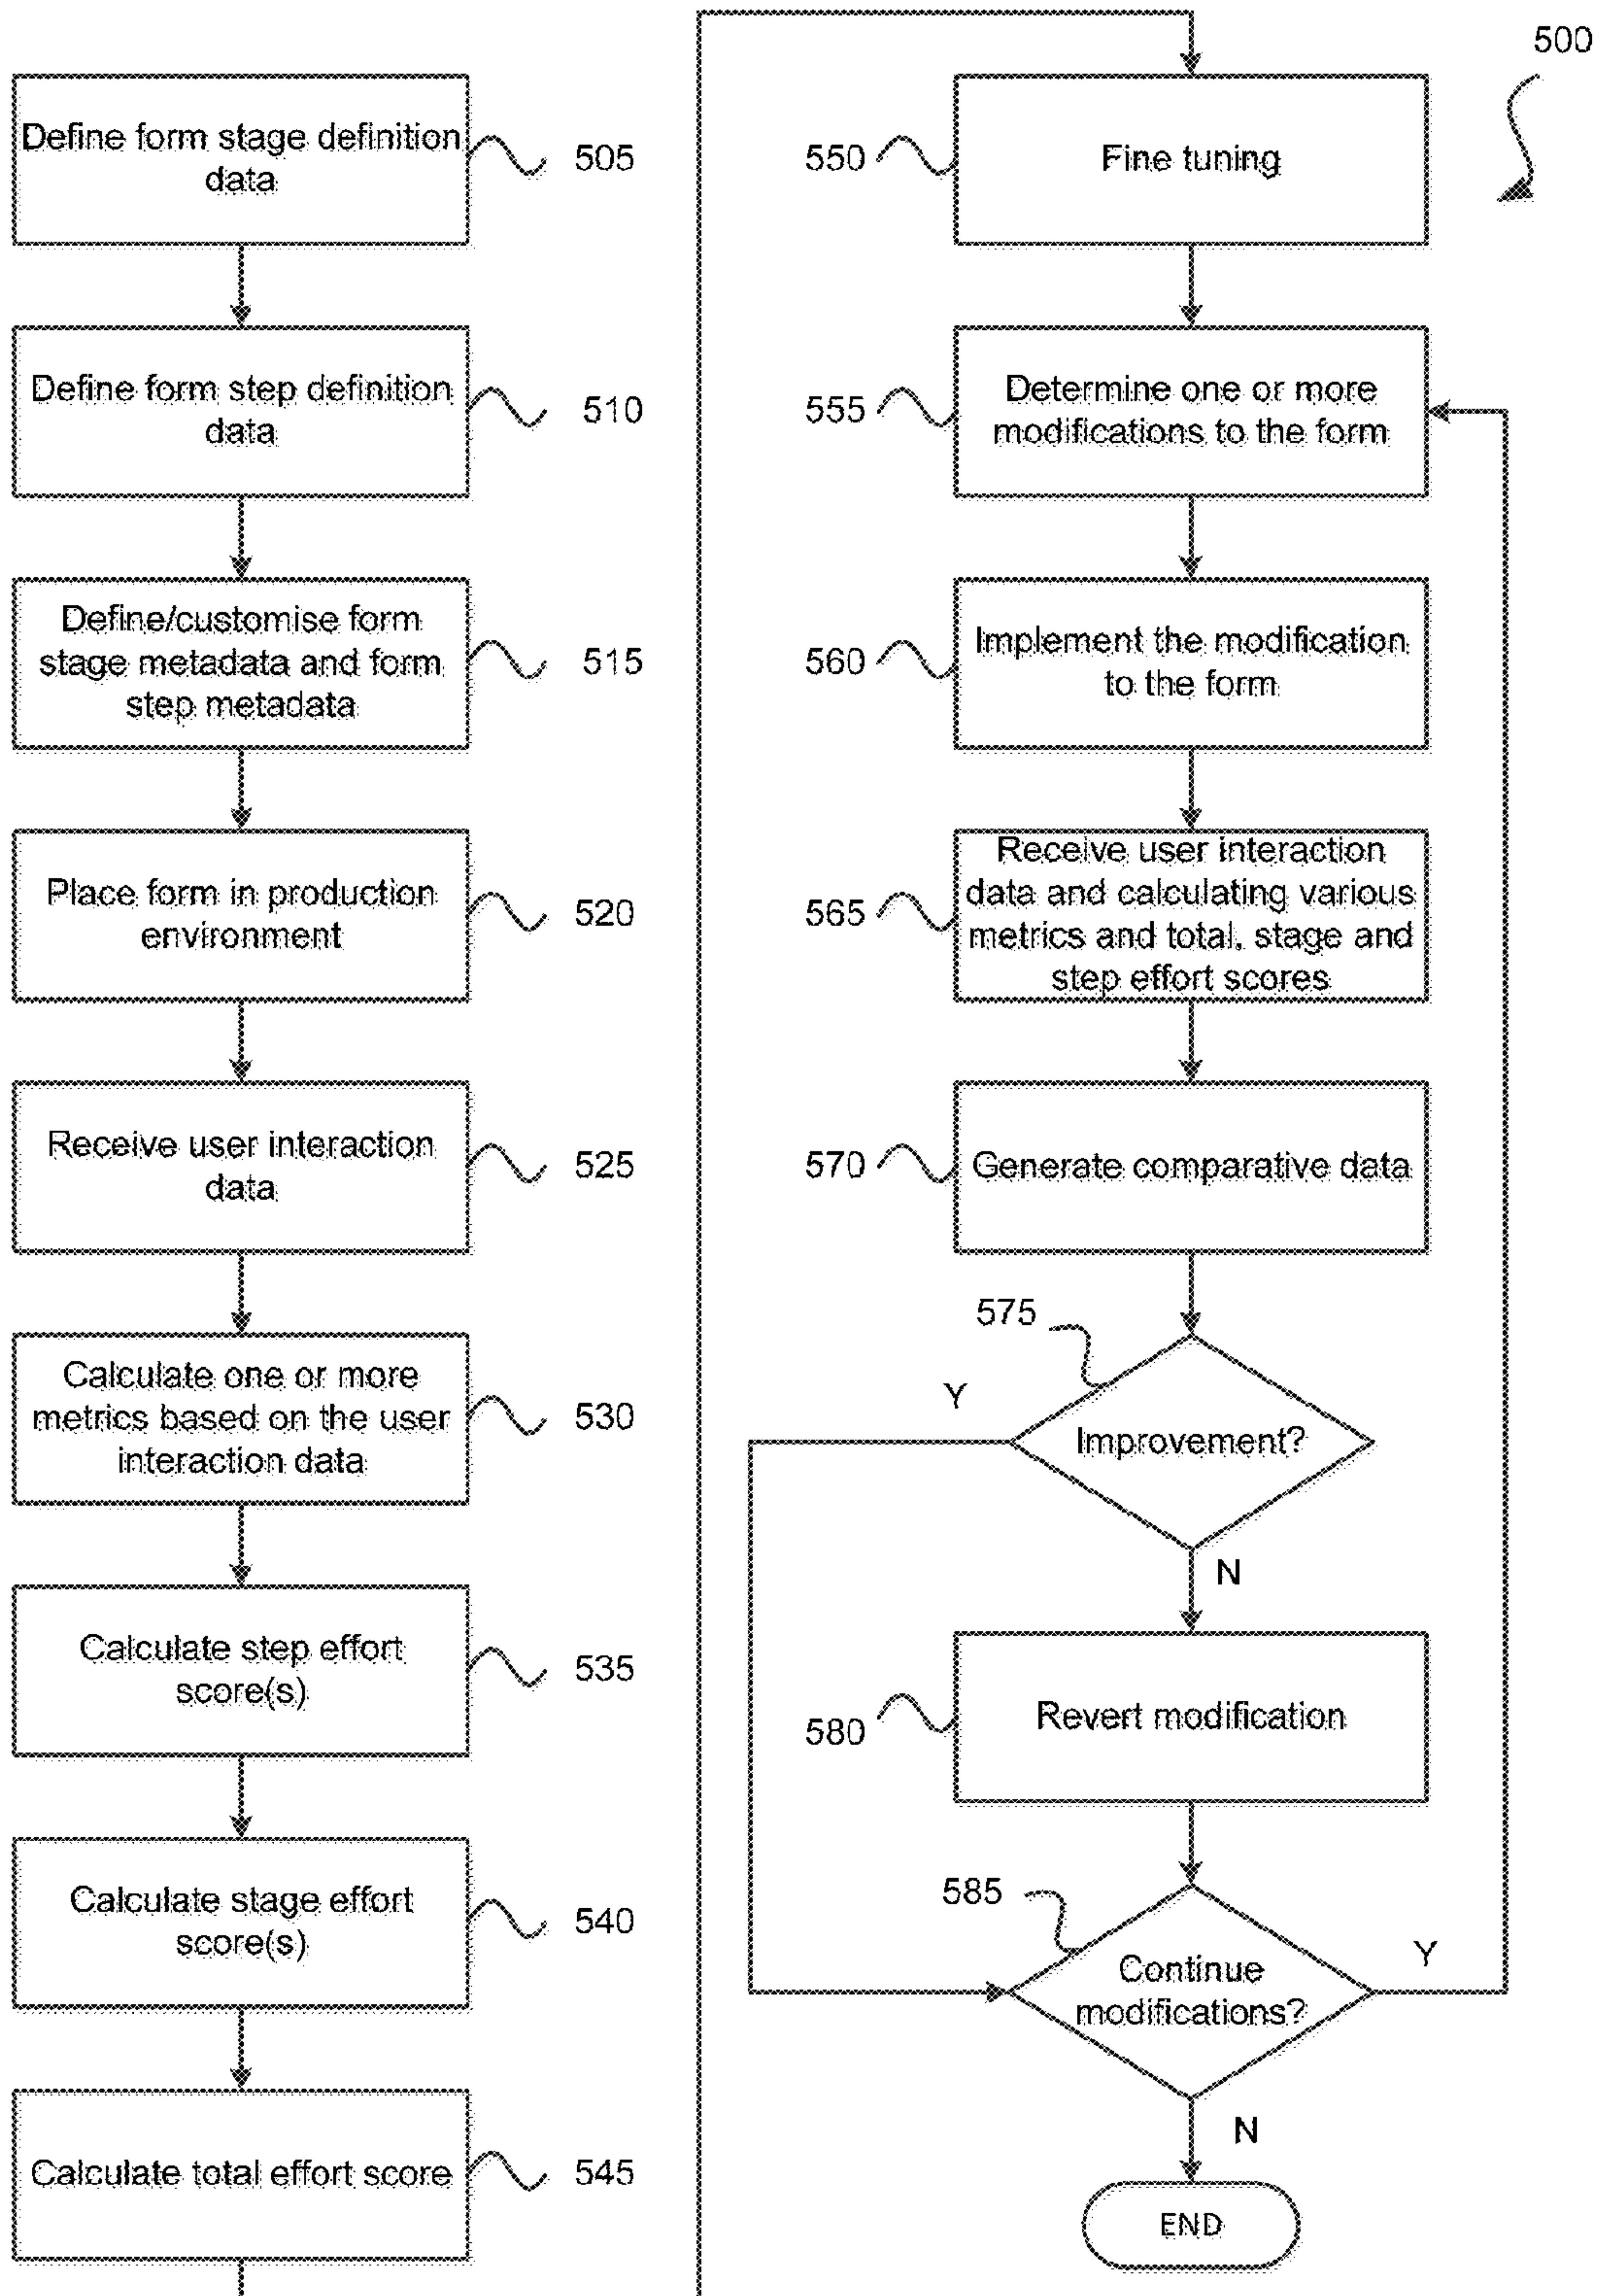 500
Define form stage definition
data
505
Define form step definition
data
510
Define/customise form
stage metadata and form
step metadata
515
Place form in production
environment
520
Receive user interaction
data
525
Calculate one or more
metrics based on the user
interaction data
530
Calculate step effort
score(s)
535
Calculate stage effort
score(s)
540
Calculate total effort score
545
550
Fine tuning
555
Determine one or more
modifications to the form
560
Implement the modification
to the form
565
Receive user interaction
data and calculating various
metrics and total, stage and
step effort scores
570
Generate comparative data
575
Y
Improvement?
N
580
Revert modification
585
Continue
modifications?
Y
N
END